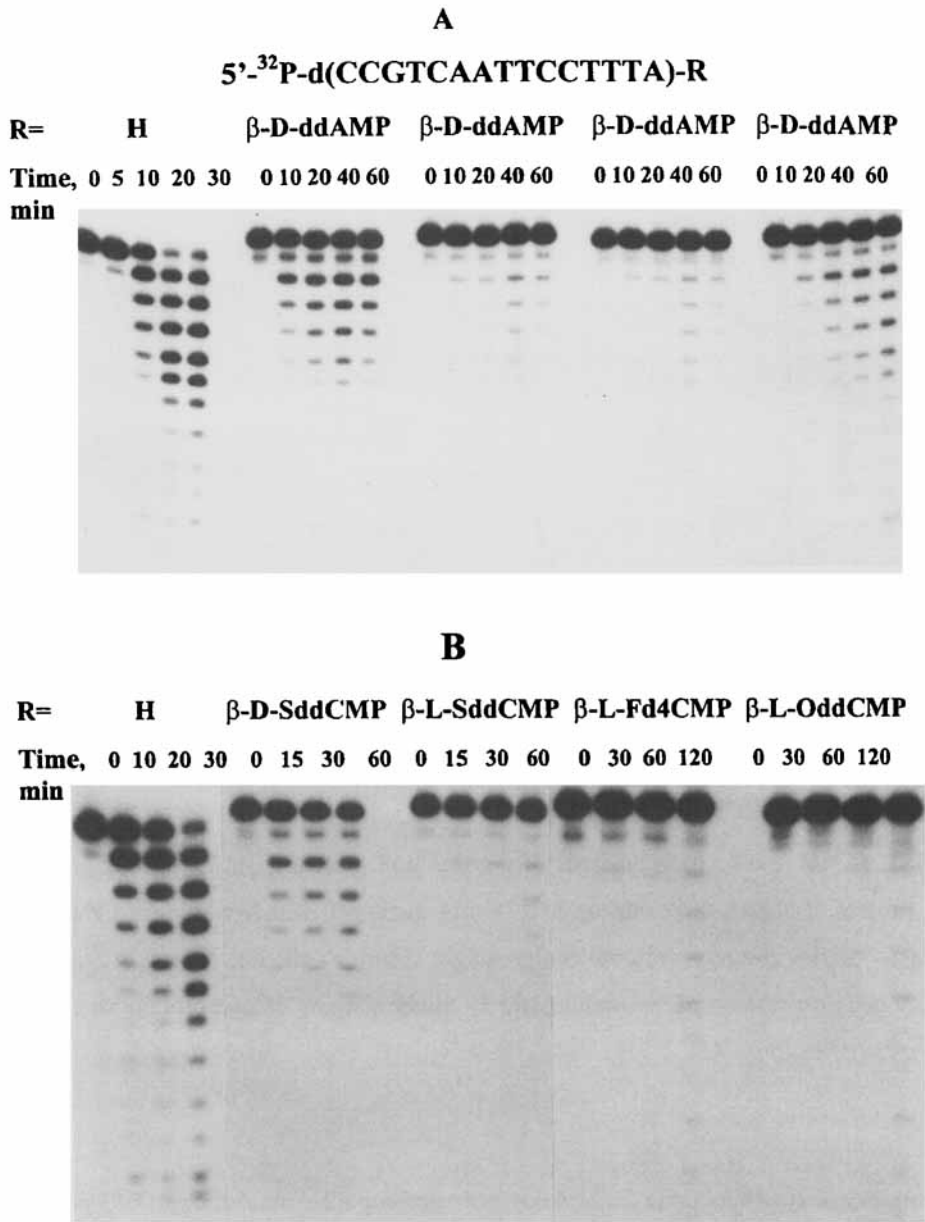 A
5'-³²P-d(CCGTCAATTCCTTTA)-R
R= H β-D-ddAMP β-D-ddAMP β-D-ddAMP β-D-ddAMP
Time, 0 5 10 20 30 0 10 20 40 60 0 10 20 40 60 0 10 20 40 60 0 10 20 40 60
min
B
R= H β-D-SddCMP β-L-SddCMP β-L-Fd4CMP β-L-OddCMP
Time, 0 10 20 30 0 15 30 60 0 15 30 60 0 30 60 120 0 30 60 120
min